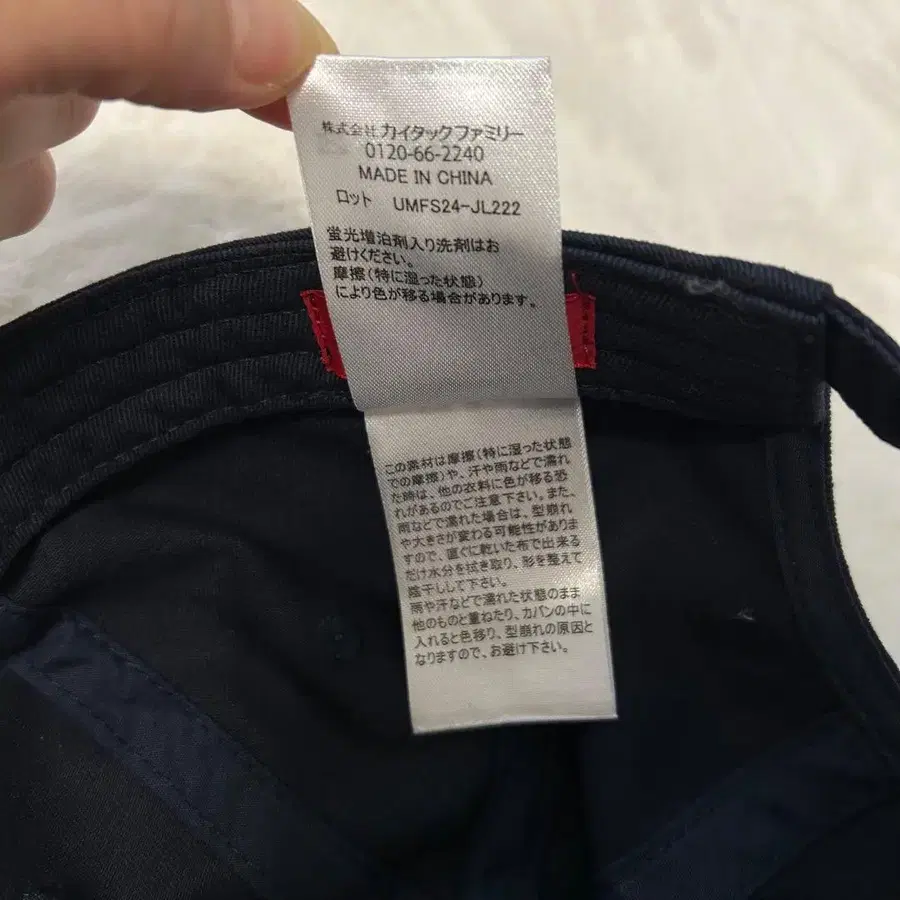 株式会社カイタックファミリー
0120-66-2240
MADE IN CHINA
ロット UMFS24-JL222
蛍光増泊剤入り洗剤はお
避けください。
摩擦(特に湿った状態)
により色が移る場合があります。
この素材は摩擦(特に湿った状態
での摩擦)や、汗や雨などで濡れ
た時は、他の衣料に色が移る恐
れがあるのでご注意下さい。また、
雨などで濡れた場合は、型崩れ
や大きさが変わる可能性がありま
すので、直ぐに乾いた布で出来る
だけ水分を拭き取り、形を整えて
陰干しして下さい。
雨や汗などで濡れた状態のまま
他のものと重ねたり、カバンの中に
入れると色移り、型崩れの原因と
なりますので、お避け下さい。